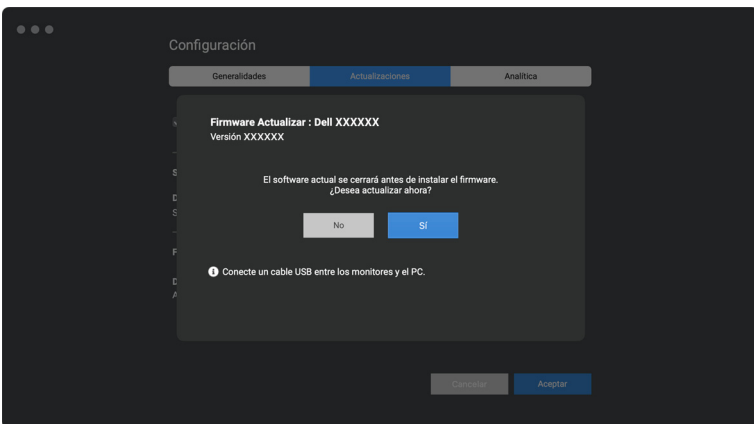 Configuración
Generalidades
Actualizaciones
Analítica
Firmware Actualizar : Dell XXXXXX
Versión XXXXXX
S
D
S
El software actual se cerrará antes de instalar el firmware.
¿Desea actualizar ahora?
No
Sí
F
Conecte un cable USB entre los monitores y el PC.
D
A
Cancelar
Aceptar